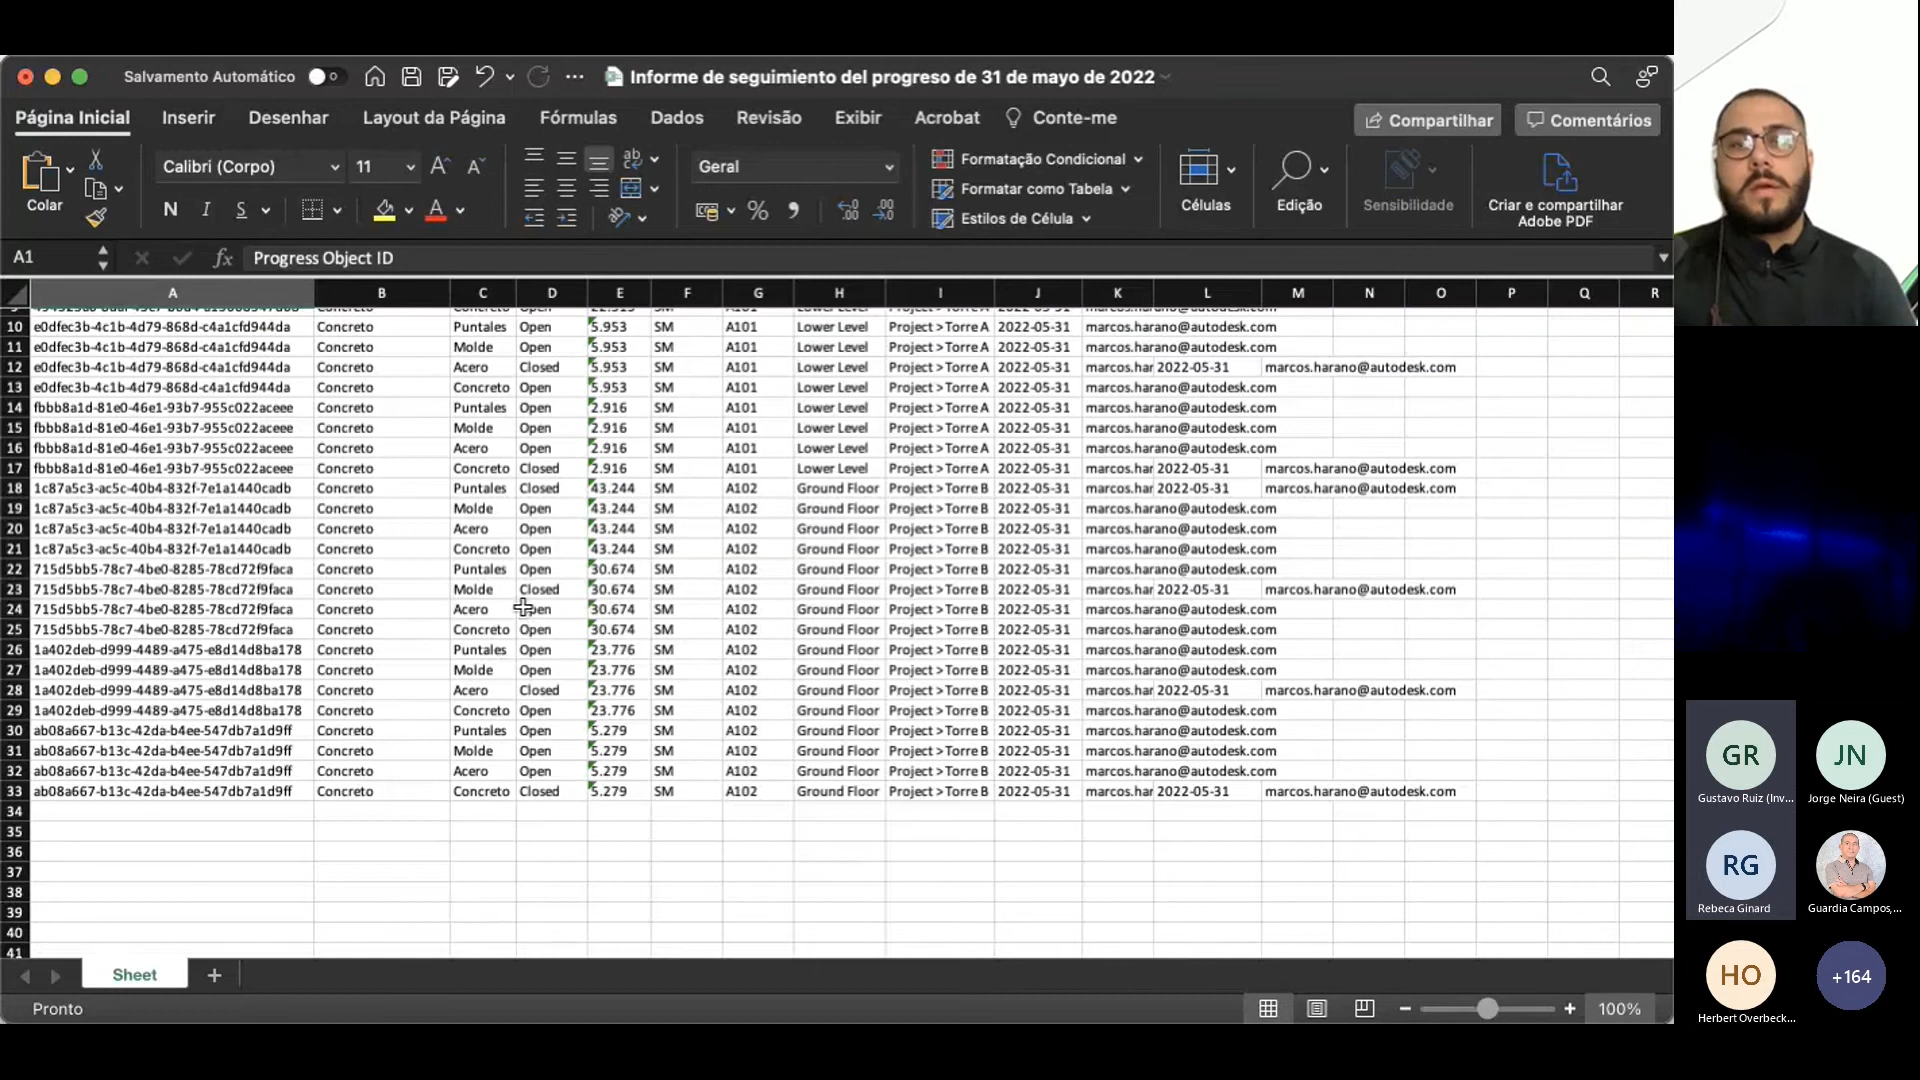 Salvamento Automático
Informe de seguimiento del progreso de 31 de mayo de 2022
Página Inicial Inserir Desenhar Layout da Página Fórmulas Dados Revisão Exibir Acrobat Conte-me Compartilhar Comentários
Colar
Calibri (Corpo) 11
N I S
ab
Geral
% 9
Formatação Condicional
Formatar como Tabela
Estilos de Célula
Células
Edição
Sensibilidade
Criar e compartilhar
Adobe PDF
A1 fx Progress Object ID
A B C D E F G H I J K L M N O P Q R
10 e0dfec3b-4c1b-4d79-868d-c4a1cfd944da Concreto Puntales Open 5.953 SM A101 Lower Level Project > Torre A 2022-05-31 marcos.harano@autodesk.com
11 e0dfec3b-4c1b-4d79-868d-c4a1cfd944da Concreto Molde Open 5.953 SM A101 Lower Level Project > Torre A 2022-05-31 marcos.harano@autodesk.com
12 e0dfec3b-4c1b-4d79-868d-c4a1cfd944da Concreto Acero Closed 5.953 SM A101 Lower Level Project > Torre A 2022-05-31 marcos.har 2022-05-31 marcos.harano@autodesk.com
13 e0dfec3b-4c1b-4d79-868d-c4a1cfd944da Concreto Concreto Open 5.953 SM A101 Lower Level Project > Torre A 2022-05-31 marcos.harano@autodesk.com
14 fbbb8a1d-81e0-46e1-93b7-955c022aceee Concreto Puntales Open 2.916 SM A101 Lower Level Project > Torre A 2022-05-31 marcos.harano@autodesk.com
15 fbbb8a1d-81e0-46e1-93b7-955c022aceee Concreto Molde Open 2.916 SM A101 Lower Level Project > Torre A 2022-05-31 marcos.harano@autodesk.com
16 fbbb8a1d-81e0-46e1-93b7-955c022aceee Concreto Acero Open 2.916 SM A101 Lower Level Project > Torre A 2022-05-31 marcos.harano@autodesk.com
17 fbbb8a1d-81e0-46e1-93b7-955c022aceee Concreto Concreto Closed 2.916 SM A101 Lower Level Project > Torre A 2022-05-31 marcos.har 2022-05-31 marcos.harano@autodesk.com
18 1c87a5c3-ac5c-40b4-832f-7e1a1440cadb Concreto Puntales Closed 43.244 SM A102 Ground Floor Project > Torre B 2022-05-31 marcos.har 2022-05-31 marcos.harano@autodesk.com
19 1c87a5c3-ac5c-40b4-832f-7e1a1440cadb Concreto Molde Open 43.244 SM A102 Ground Floor Project > Torre B 2022-05-31 marcos.harano@autodesk.com
20 1c87a5c3-ac5c-40b4-832f-7e1a1440cadb Concreto Acero Open 43.244 SM A102 Ground Floor Project > Torre B 2022-05-31 marcos.harano@autodesk.com
21 1c87a5c3-ac5c-40b4-832f-7e1a1440cadb Concreto Concreto Open 43.244 SM A102 Ground Floor Project > Torre B 2022-05-31 marcos.harano@autodesk.com
22 715d5bb5-78c7-4be0-8285-78cd72f9faca Concreto Puntales Open 30.674 SM A102 Ground Floor Project > Torre B 2022-05-31 marcos.harano@autodesk.com
23 715d5bb5-78c7-4be0-8285-78cd72f9faca Concreto Molde Closed 30.674 SM A102 Ground Floor Project > Torre B 2022-05-31 marcos.har 2022-05-31 marcos.harano@autodesk.com
24 715d5bb5-78c7-4be0-8285-78cd72f9faca Concreto Acero Open 30.674 SM A102 Ground Floor Project > Torre B 2022-05-31 marcos.harano@autodesk.com
25 715d5bb5-78c7-4be0-8285-78cd72f9faca Concreto Concreto Open 30.674 SM A102 Ground Floor Project > Torre B 2022-05-31 marcos.harano@autodesk.com
26 1a402deb-d999-4489-a475-e8d14d8ba178 Concreto Puntales Open 23.776 SM A102 Ground Floor Project > Torre B 2022-05-31 marcos.harano@autodesk.com
27 1a402deb-d999-4489-a475-e8d14d8ba178 Concreto Molde Open 23.776 SM A102 Ground Floor Project > Torre B 2022-05-31 marcos.harano@autodesk.com
28 1a402deb-d999-4489-a475-e8d14d8ba178 Concreto Acero Closed 23.776 SM A102 Ground Floor Project > Torre B 2022-05-31 marcos.har 2022-05-31 marcos.harano@autodesk.com
29 1a402deb-d999-4489-a475-e8d14d8ba178 Concreto Concreto Open 23.776 SM A102 Ground Floor Project > Torre B 2022-05-31 marcos.harano@autodesk.com
30 ab08a667-b13c-42da-b4ee-547db7a1d9ff Concreto Puntales Open 5.279 SM A102 Ground Floor Project > Torre B 2022-05-31 marcos.harano@autodesk.com
31 ab08a667-b13c-42da-b4ee-547db7a1d9ff Concreto Molde Open 5.279 SM A102 Ground Floor Project > Torre B 2022-05-31 marcos.harano@autodesk.com
32 ab08a667-b13c-42da-b4ee-547db7a1d9ff Concreto Acero Open 5.279 SM A102 Ground Floor Project > Torre B 2022-05-31 marcos.harano@autodesk.com
33 ab08a667-b13c-42da-b4ee-547db7a1d9ff Concreto Concreto Closed 5.279 SM A102 Ground Floor Project > Torre B 2022-05-31 marcos.har 2022-05-31 marcos.harano@autodesk.com
34
35
36
37
38
39
40
41
Sheet
Pronto 100%
GR JN
Gustavo Ruiz (Inv... Jorge Neira (Guest)
RG
Rebeca Ginard Guardia Campos,...
HO +164
Herbert Overbeck...